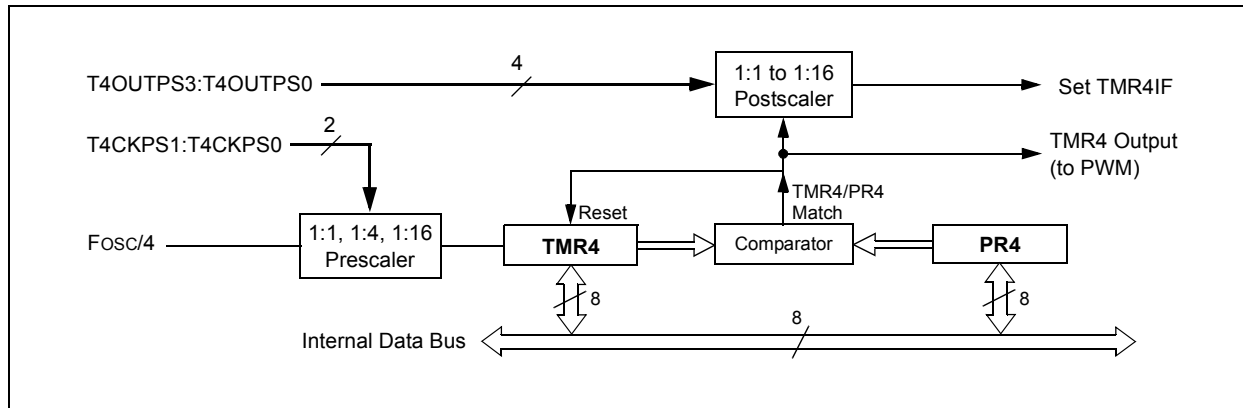 4
T4OUTPS3:T4OUTPS0
1:1 to 1:16
Postscaler
Set TMR4IF
2
T4CKPS1:T4CKPS0
TMR4 Output
(to PWM)
TMR4/PR4
Match
Reset
FOSC/4
1:1, 1:4, 1:16
Prescaler
TMR4
Comparator
PR4
8
8
8
Internal Data Bus